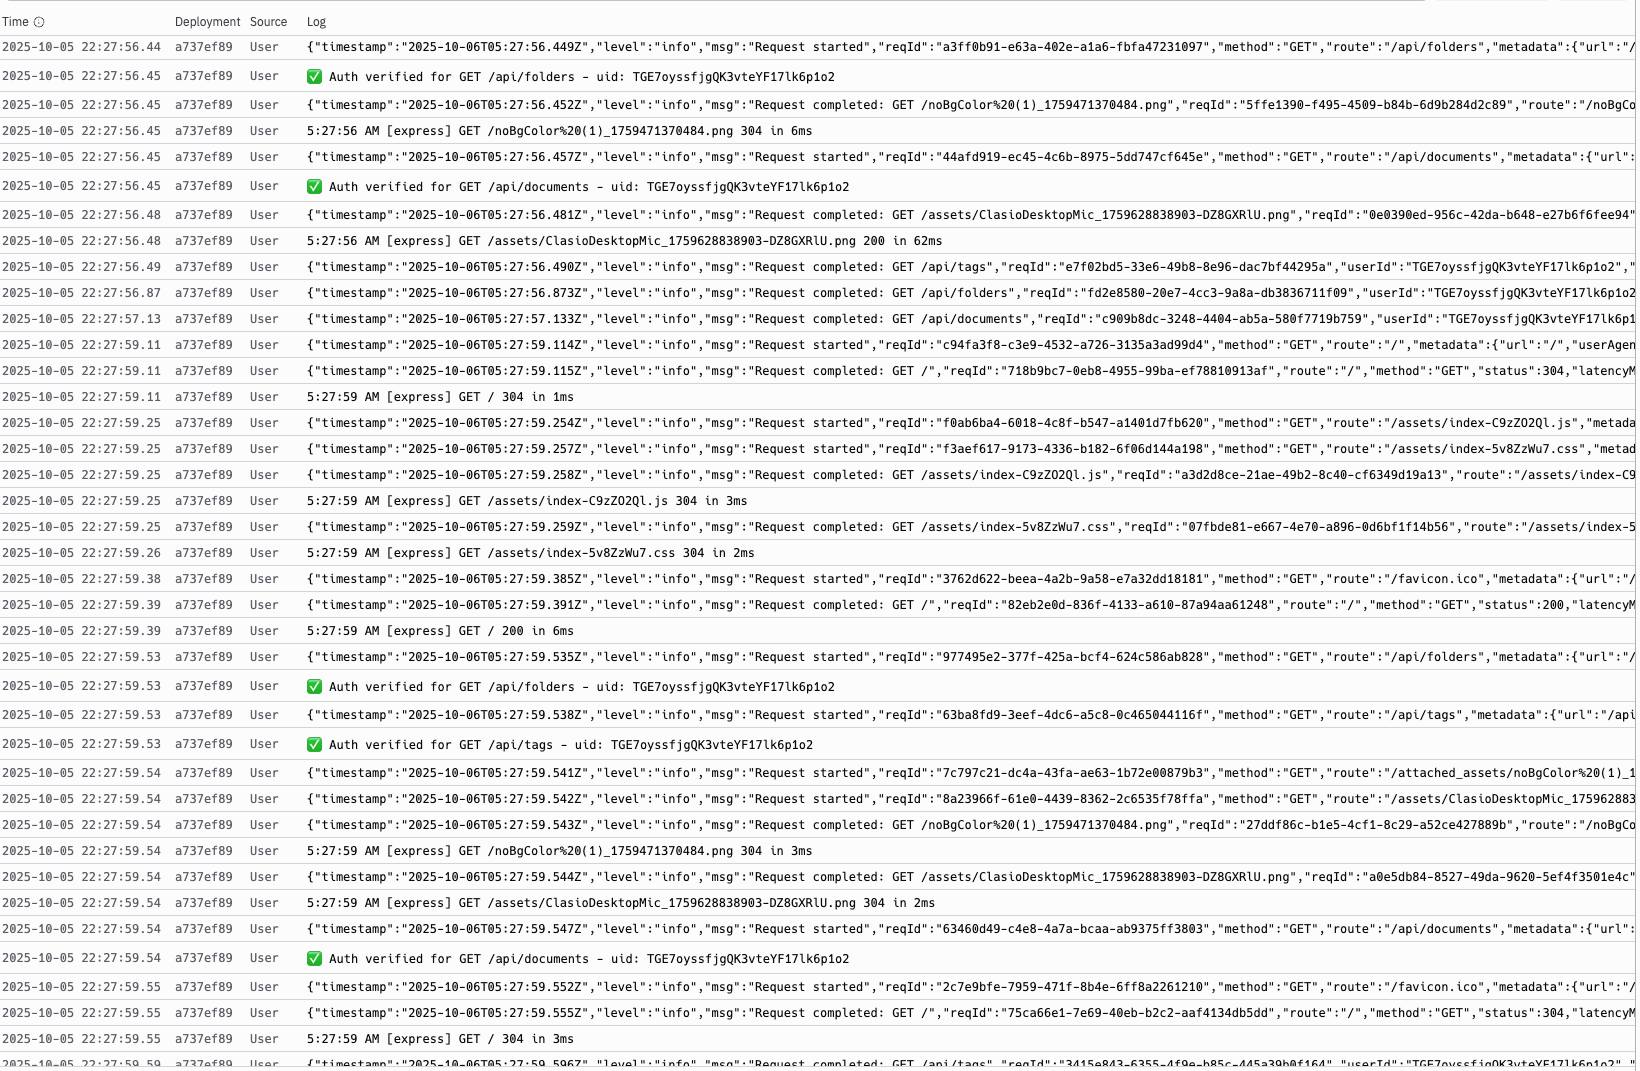 Time Deployment Source Log
2025-10-05 22:27:56.44 a737ef89 User {"timestamp":"2025-10-06T05:27:56.449Z","level":"info","msg":"Request started","reqId":"a3ff0b91-e63a-402e-a1a6-fbfa47231097","method":"GET","route":"/api/folders","metadata":{"url":"/
2025-10-05 22:27:56.45 a737ef89 User ✅ Auth verified for GET /api/folders - uid: TGE7oyssfjgQK3vteYF17lk6p1o2
2025-10-05 22:27:56.45 a737ef89 User {"timestamp":"2025-10-06T05:27:56.452Z","level":"info","msg":"Request completed: GET /noBgColor%20(1)_1759471370484.png","reqId":"5ffe1390-f495-4509-b84b-6d9b284d2c89","route":"/noBgCo
2025-10-05 22:27:56.45 a737ef89 User 5:27:56 AM [express] GET /noBgColor%20(1)_1759471370484.png 304 in 6ms
2025-10-05 22:27:56.45 a737ef89 User {"timestamp":"2025-10-06T05:27:56.457Z","level":"info","msg":"Request started","reqId":"44afd919-ec45-4c6b-8975-5dd747cf645e","method":"GET","route":"/api/documents","metadata":{"url":
2025-10-05 22:27:56.45 a737ef89 User ✅ Auth verified for GET /api/documents - uid: TGE7oyssfjgQK3vteYF17lk6p1o2
2025-10-05 22:27:56.48 a737ef89 User {"timestamp":"2025-10-06T05:27:56.481Z","level":"info","msg":"Request completed: GET /assets/ClasioDesktopMic_1759628838903-DZ8GXRlU.png","reqId":"0e0390ed-956c-42da-b648-e27b6f6fee94"
2025-10-05 22:27:56.48 a737ef89 User 5:27:56 AM [express] GET /assets/ClasioDesktopMic_1759628838903-DZ8GXRlU.png 200 in 62ms
2025-10-05 22:27:56.49 a737ef89 User {"timestamp":"2025-10-06T05:27:56.490Z","level":"info","msg":"Request completed: GET /api/tags","reqId":"e7f02bd5-33e6-49b8-8e96-dac7bf44295a","userId":"TGE7oyssfjgQK3vteYF17lk6p1o2","
2025-10-05 22:27:56.87 a737ef89 User {"timestamp":"2025-10-06T05:27:56.873Z","level":"info","msg":"Request completed: GET /api/folders","reqId":"fd2e8580-20e7-4cc3-9a8a-db3836711f09","userId":"TGE7oyssfjgQK3vteYF17lk6p1o2
2025-10-05 22:27:57.13 a737ef89 User {"timestamp":"2025-10-06T05:27:57.133Z","level":"info","msg":"Request completed: GET /api/documents","reqId":"c909b8dc-3248-4404-ab5a-580f7719b759","userId":"TGE7oyssfjgQK3vteYF17lk6p1
2025-10-05 22:27:59.11 a737ef89 User {"timestamp":"2025-10-06T05:27:59.114Z","level":"info","msg":"Request started","reqId":"c94fa3f8-c3e9-4532-a726-3135a3ad99d4","method":"GET","route":"/","metadata":{"url":"/","userAgen
2025-10-05 22:27:59.11 a737ef89 User {"timestamp":"2025-10-06T05:27:59.115Z","level":"info","msg":"Request completed: GET /","reqId":"718b9bc7-0eb8-4955-99ba-ef78810913af","route":"/","method":"GET","status":304,"latencyM
2025-10-05 22:27:59.11 a737ef89 User 5:27:59 AM [express] GET / 304 in 1ms
2025-10-05 22:27:59.25 a737ef89 User {"timestamp":"2025-10-06T05:27:59.254Z","level":"info","msg":"Request started","reqId":"f0ab6ba4-6018-4c8f-b547-a1401d7fb620","method":"GET","route":"/assets/index-C9zZO2Ql.js","metada
2025-10-05 22:27:59.25 a737ef89 User {"timestamp":"2025-10-06T05:27:59.257Z","level":"info","msg":"Request started","reqId":"f3aef617-9173-4336-b182-6f06d144a198","method":"GET","route":"/assets/index-5v8ZzWu7.css","metad
2025-10-05 22:27:59.25 a737ef89 User {"timestamp":"2025-10-06T05:27:59.258Z","level":"info","msg":"Request completed: GET /assets/index-C9zZO2Ql.js","reqId":"a3d2d8ce-21ae-49b2-8c40-cf6349d19a13","route":"/assets/index-C9
2025-10-05 22:27:59.25 a737ef89 User 5:27:59 AM [express] GET /assets/index-C9zZO2Ql.js 304 in 3ms
2025-10-05 22:27:59.25 a737ef89 User {"timestamp":"2025-10-06T05:27:59.259Z","level":"info","msg":"Request completed: GET /assets/index-5v8ZzWu7.css","reqId":"07fbde81-e667-4e70-a896-0d6bf1f14b56","route":"/assets/index-5
2025-10-05 22:27:59.26 a737ef89 User 5:27:59 AM [express] GET /assets/index-5v8ZzWu7.css 304 in 2ms
2025-10-05 22:27:59.38 a737ef89 User {"timestamp":"2025-10-06T05:27:59.385Z","level":"info","msg":"Request started","reqId":"3762d622-beea-4a2b-9a58-e7a32dd18181","method":"GET","route":"/favicon.ico","metadata":{"url":"/
2025-10-05 22:27:59.39 a737ef89 User {"timestamp":"2025-10-06T05:27:59.391Z","level":"info","msg":"Request completed: GET /","reqId":"82eb2e0d-836f-4133-a610-87a94aa61248","route":"/","method":"GET","status":200,"latencyM
2025-10-05 22:27:59.39 a737ef89 User 5:27:59 AM [express] GET / 200 in 6ms
2025-10-05 22:27:59.53 a737ef89 User {"timestamp":"2025-10-06T05:27:59.535Z","level":"info","msg":"Request started","reqId":"977495e2-377f-425a-bcf4-624c586ab828","method":"GET","route":"/api/folders","metadata":{"url":"/
2025-10-05 22:27:59.53 a737ef89 User ✅ Auth verified for GET /api/folders - uid: TGE7oyssfjgQK3vteYF17lk6p1o2
2025-10-05 22:27:59.53 a737ef89 User {"timestamp":"2025-10-06T05:27:59.538Z","level":"info","msg":"Request started","reqId":"63ba8fd9-3eef-4dc6-a5c8-0c465044116f","method":"GET","route":"/api/tags","metadata":{"url":"/api
2025-10-05 22:27:59.53 a737ef89 User ✅ Auth verified for GET /api/tags - uid: TGE7oyssfjgQK3vteYF17lk6p1o2
2025-10-05 22:27:59.54 a737ef89 User {"timestamp":"2025-10-06T05:27:59.541Z","level":"info","msg":"Request started","reqId":"7c797c21-dc4a-43fa-ae63-1b72e00879b3","method":"GET","route":"/attached_assets/noBgColor%20(1)_1
2025-10-05 22:27:59.54 a737ef89 User {"timestamp":"2025-10-06T05:27:59.542Z","level":"info","msg":"Request started","reqId":"8a23966f-61e0-4439-8362-2c6535f78ffa","method":"GET","route":"/assets/ClasioDesktopMic_175962883
2025-10-05 22:27:59.54 a737ef89 User {"timestamp":"2025-10-06T05:27:59.543Z","level":"info","msg":"Request completed: GET /noBgColor%20(1)_1759471370484.png","reqId":"27ddf86c-b1e5-4cf1-8c29-a52ce427889b","route":"/noBgCo
2025-10-05 22:27:59.54 a737ef89 User 5:27:59 AM [express] GET /noBgColor%20(1)_1759471370484.png 304 in 3ms
2025-10-05 22:27:59.54 a737ef89 User {"timestamp":"2025-10-06T05:27:59.544Z","level":"info","msg":"Request completed: GET /assets/ClasioDesktopMic_1759628838903-DZ8GXRlU.png","reqId":"a0e5db84-8527-49da-9620-5ef4f3501e4c"
2025-10-05 22:27:59.54 a737ef89 User 5:27:59 AM [express] GET /assets/ClasioDesktopMic_1759628838903-DZ8GXRlU.png 304 in 2ms
2025-10-05 22:27:59.54 a737ef89 User {"timestamp":"2025-10-06T05:27:59.547Z","level":"info","msg":"Request started","reqId":"63460d49-c4e8-4a7a-bcaa-ab9375ff3803","method":"GET","route":"/api/documents","metadata":{"url":
2025-10-05 22:27:59.54 a737ef89 User ✅ Auth verified for GET /api/documents - uid: TGE7oyssfjgQK3vteYF17lk6p1o2
2025-10-05 22:27:59.55 a737ef89 User {"timestamp":"2025-10-06T05:27:59.552Z","level":"info","msg":"Request started","reqId":"2c7e9bfe-7959-471f-8b4e-6ff8a2261210","method":"GET","route":"/favicon.ico","metadata":{"url":"/
2025-10-05 22:27:59.55 a737ef89 User {"timestamp":"2025-10-06T05:27:59.555Z","level":"info","msg":"Request completed: GET /","reqId":"75ca66e1-7e69-40eb-b2c2-aaf4134db5dd","route":"/","method":"GET","status":304,"latencyM
2025-10-05 22:27:59.55 a737ef89 User 5:27:59 AM [express] GET / 304 in 3ms
2025-10-05 22:27:59.59 a737ef89 User {"timestamp":"2025-10-06T05:27:59.596Z","level":"info","msg":"Request completed: GET /api/tags","reqId":"3415e843-6355-4f9e-b85c-445a39b0f164","userId":"TGE7oyssfjgQK3vteYF17lk6p1o2","